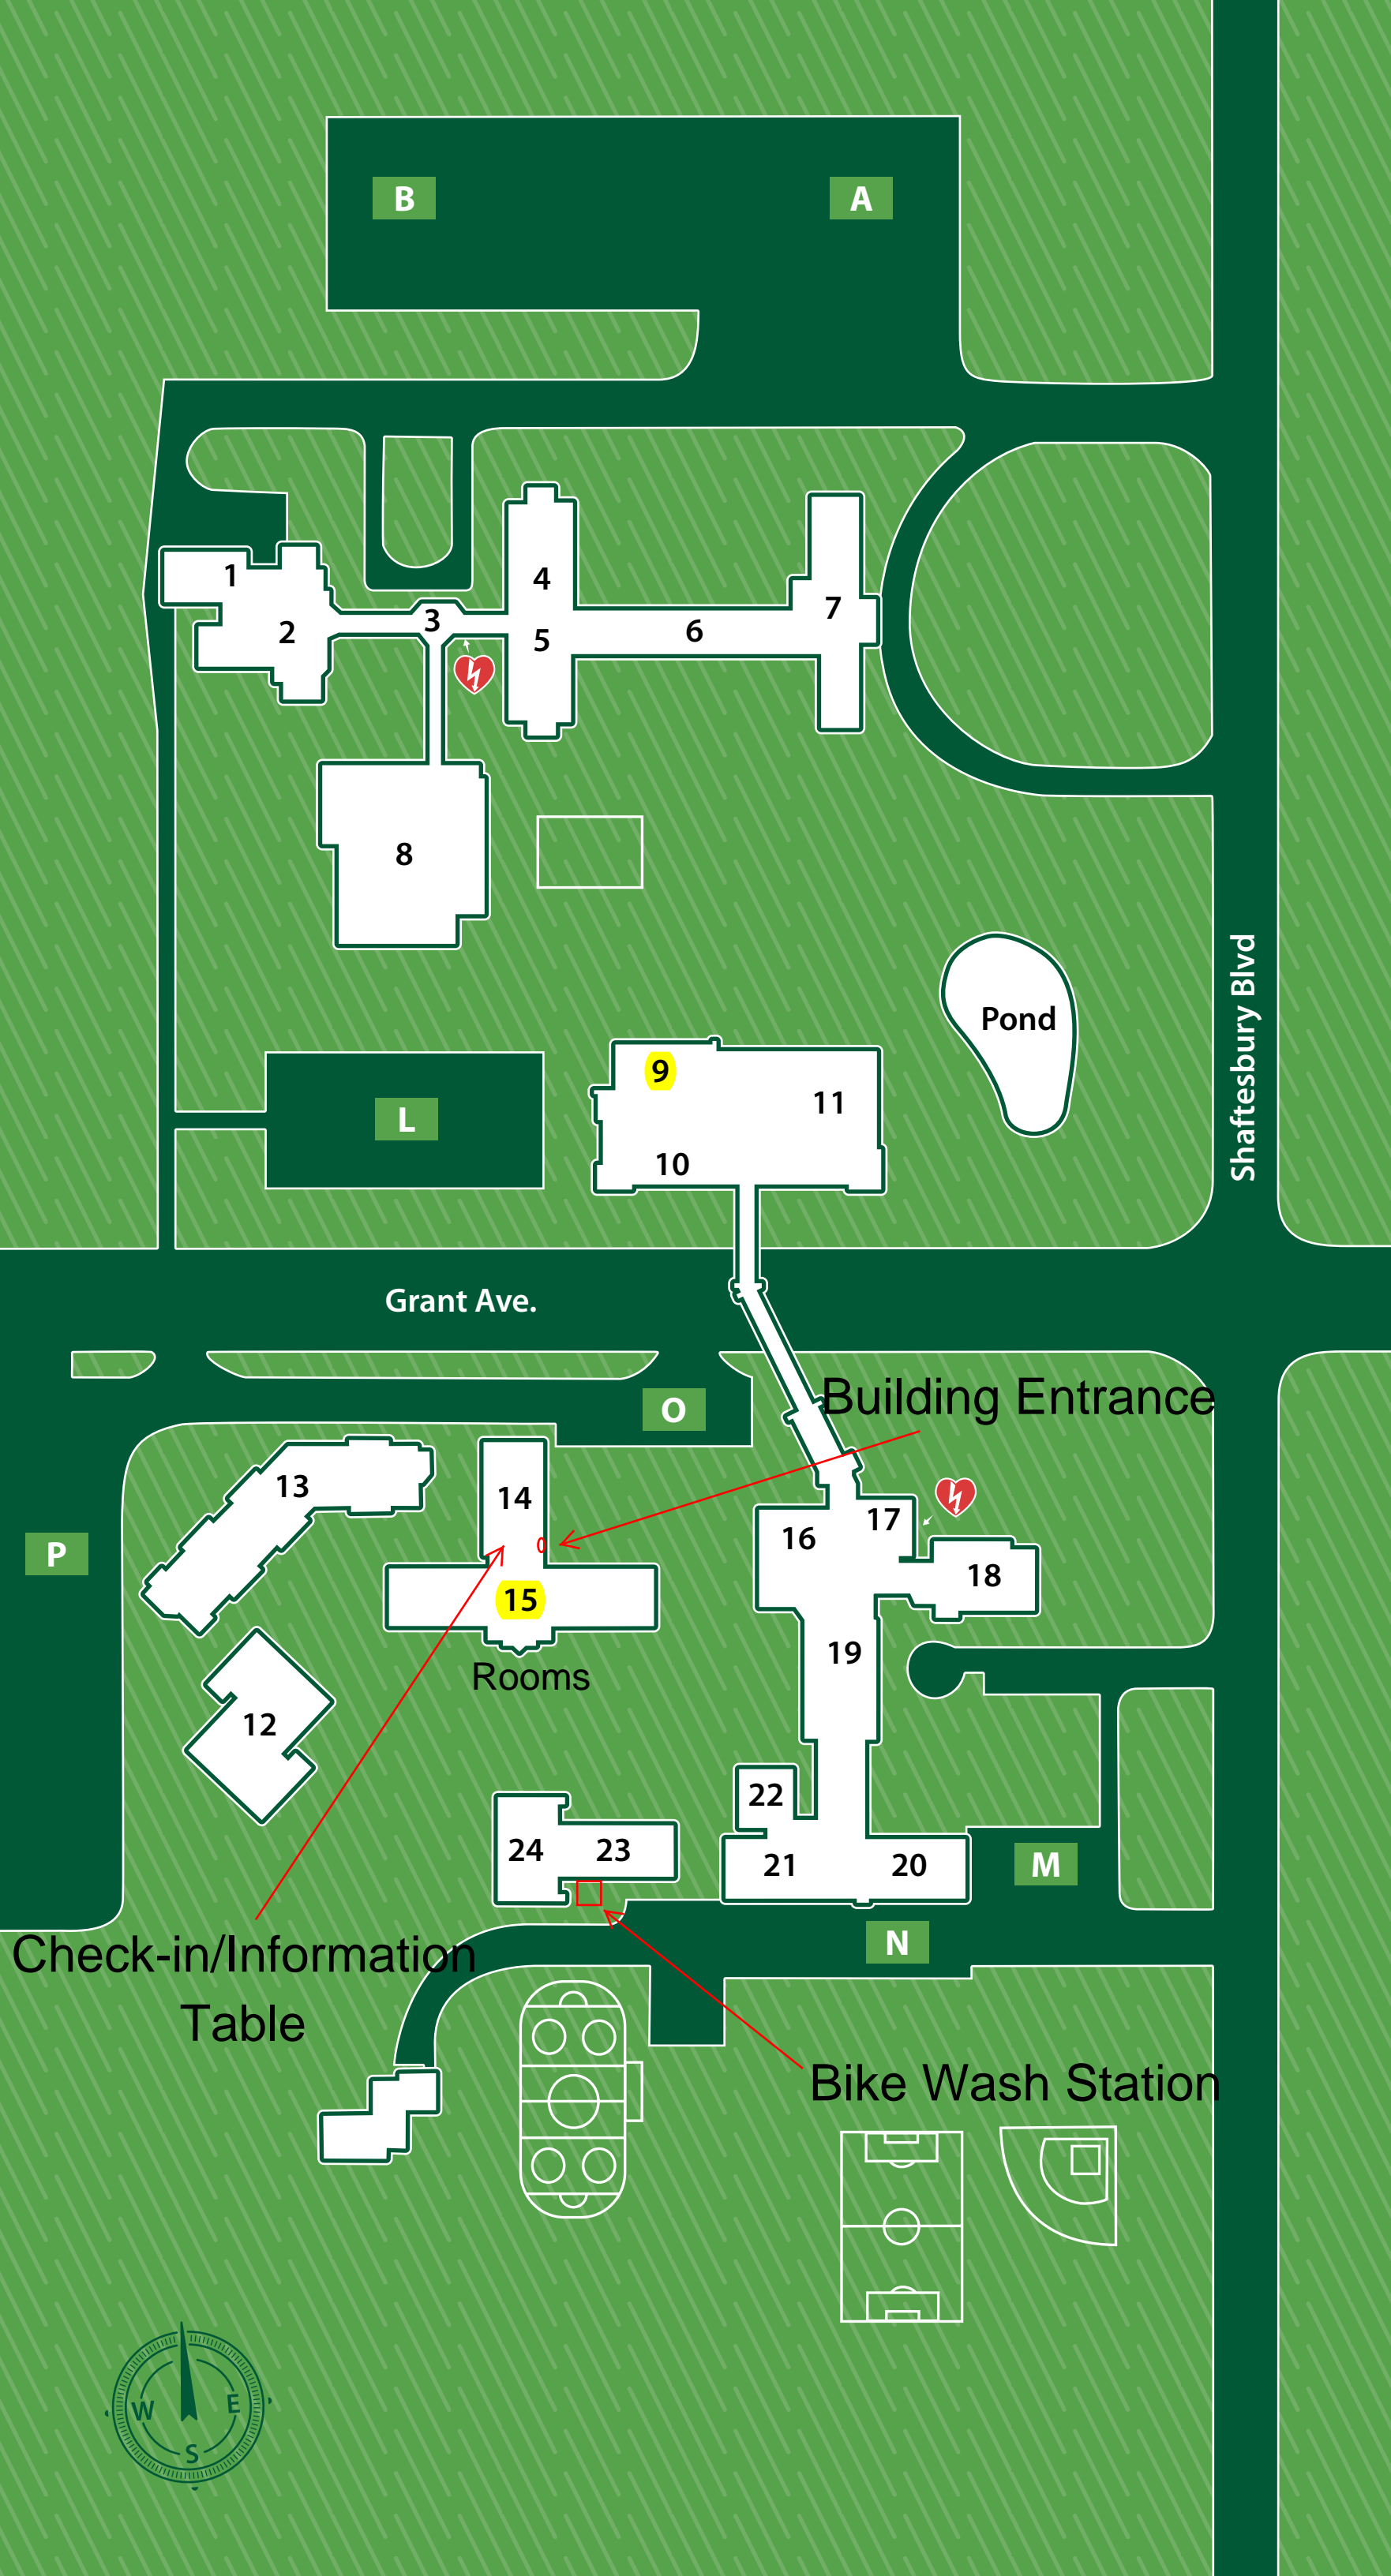 B
A
1
4
7
3
6
2
5
8
Pond
Shaftesbury Blvd
9
11
L
10
Grant Ave.
Building Entrance
O
13
14
17
16
P
18
15
19
Rooms
12
22
24
23
21
20
M
N
Check-in/Information
Table
Bike Wash Station
W
E
S